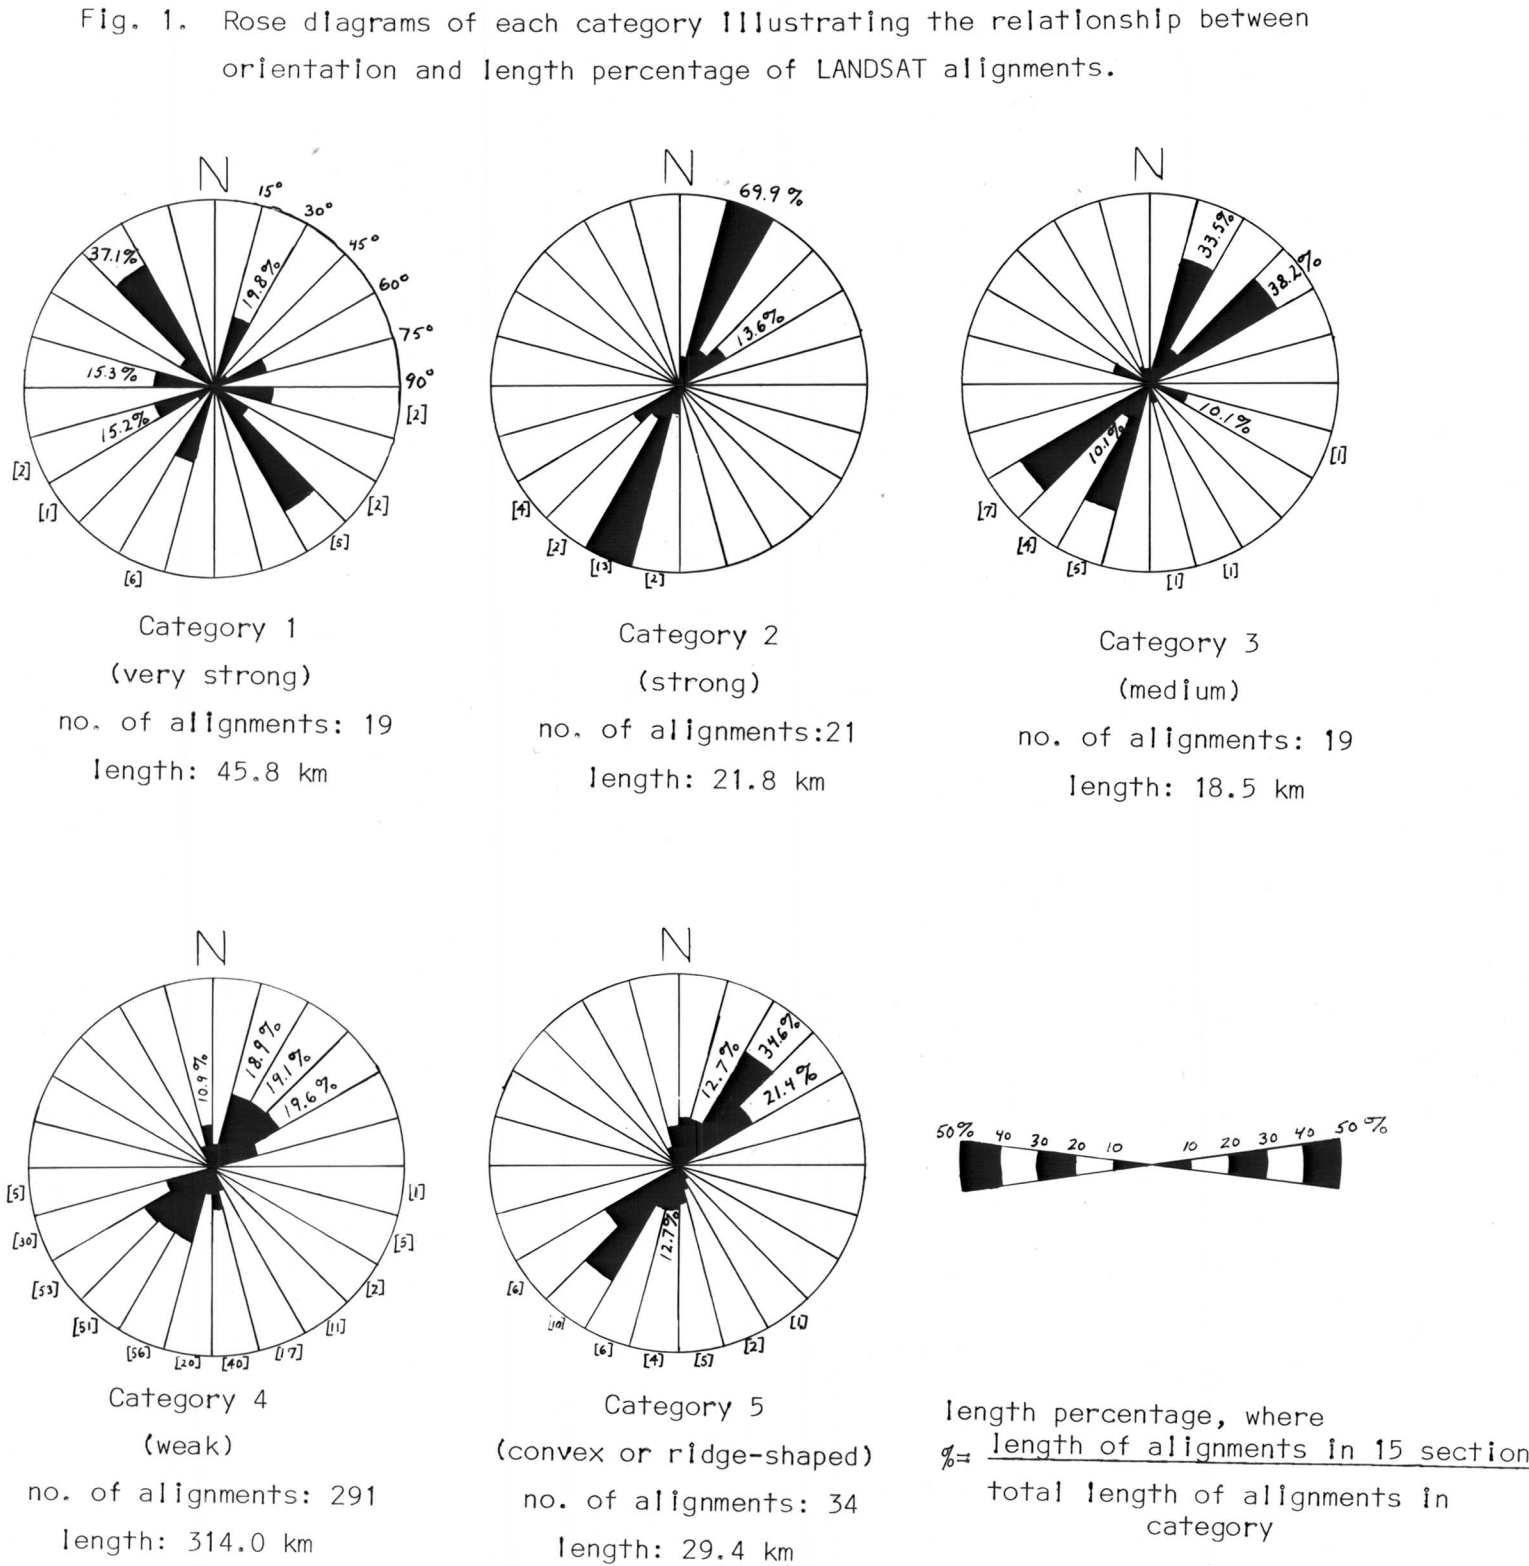 Fig. 1. Rose diagrams of each category illustrating the relationship between
orientation and length percentage of LANDSAT alignments.
N
15°
30°
45°
60°
75°
90°
37.1%
19.8%
15.3%
15.2%
[2]
[2]
[5]
[6]
[1]
[2]
Category 1
(very strong)
no. of alignments: 19
length: 45.8 km
N
69.9%
13.6%
[4]
[2]
[13]
[2]
Category 2
(strong)
no. of alignments:21
length: 21.8 km
N
33.5%
38.2%
10.1%
10.1%
[1]
[7]
[4]
[5]
[1]
[1]
Category 3
(medium)
no. of alignments: 19
length: 18.5 km
N
10.9%
18.9%
19.1%
19.6%
[5]
[30]
[53]
[51]
[56]
[20]
[40]
[17]
[11]
[2]
[5]
[1]
Category 4
(weak)
no. of alignments: 291
length: 314.0 km
N
12.7%
34.6%
21.4%
12.7%
[6]
[10]
[6]
[4]
[5]
[2]
[1]
Category 5
(convex or ridge-shaped)
no. of alignments: 34
length: 29.4 km
50% 40 30 20 10 10 20 30 40 50%
length percentage, where
%= length of alignments in 15 section
total length of alignments in
category